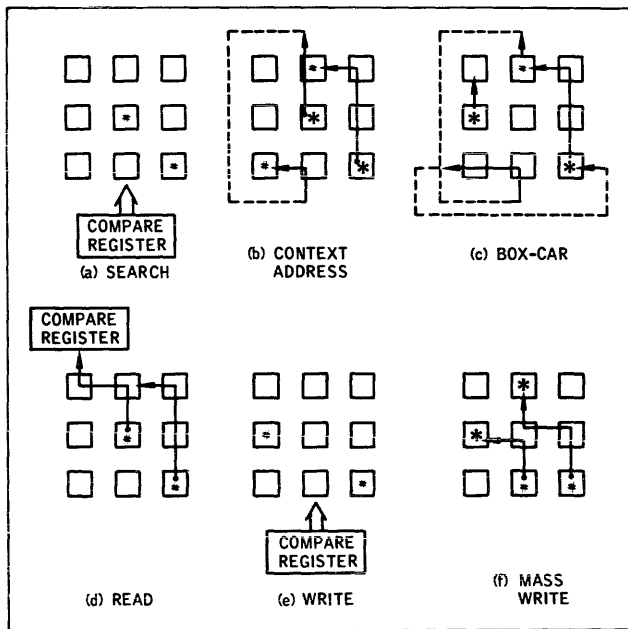 COMPARE
REGISTER
(a) SEARCH
(b) CONTEXT
ADDRESS
(c) BOX-CAR
COMPARE
REGISTER
(d) READ
COMPARE
REGISTER
(e) WRITE
(f) MASS
WRITE